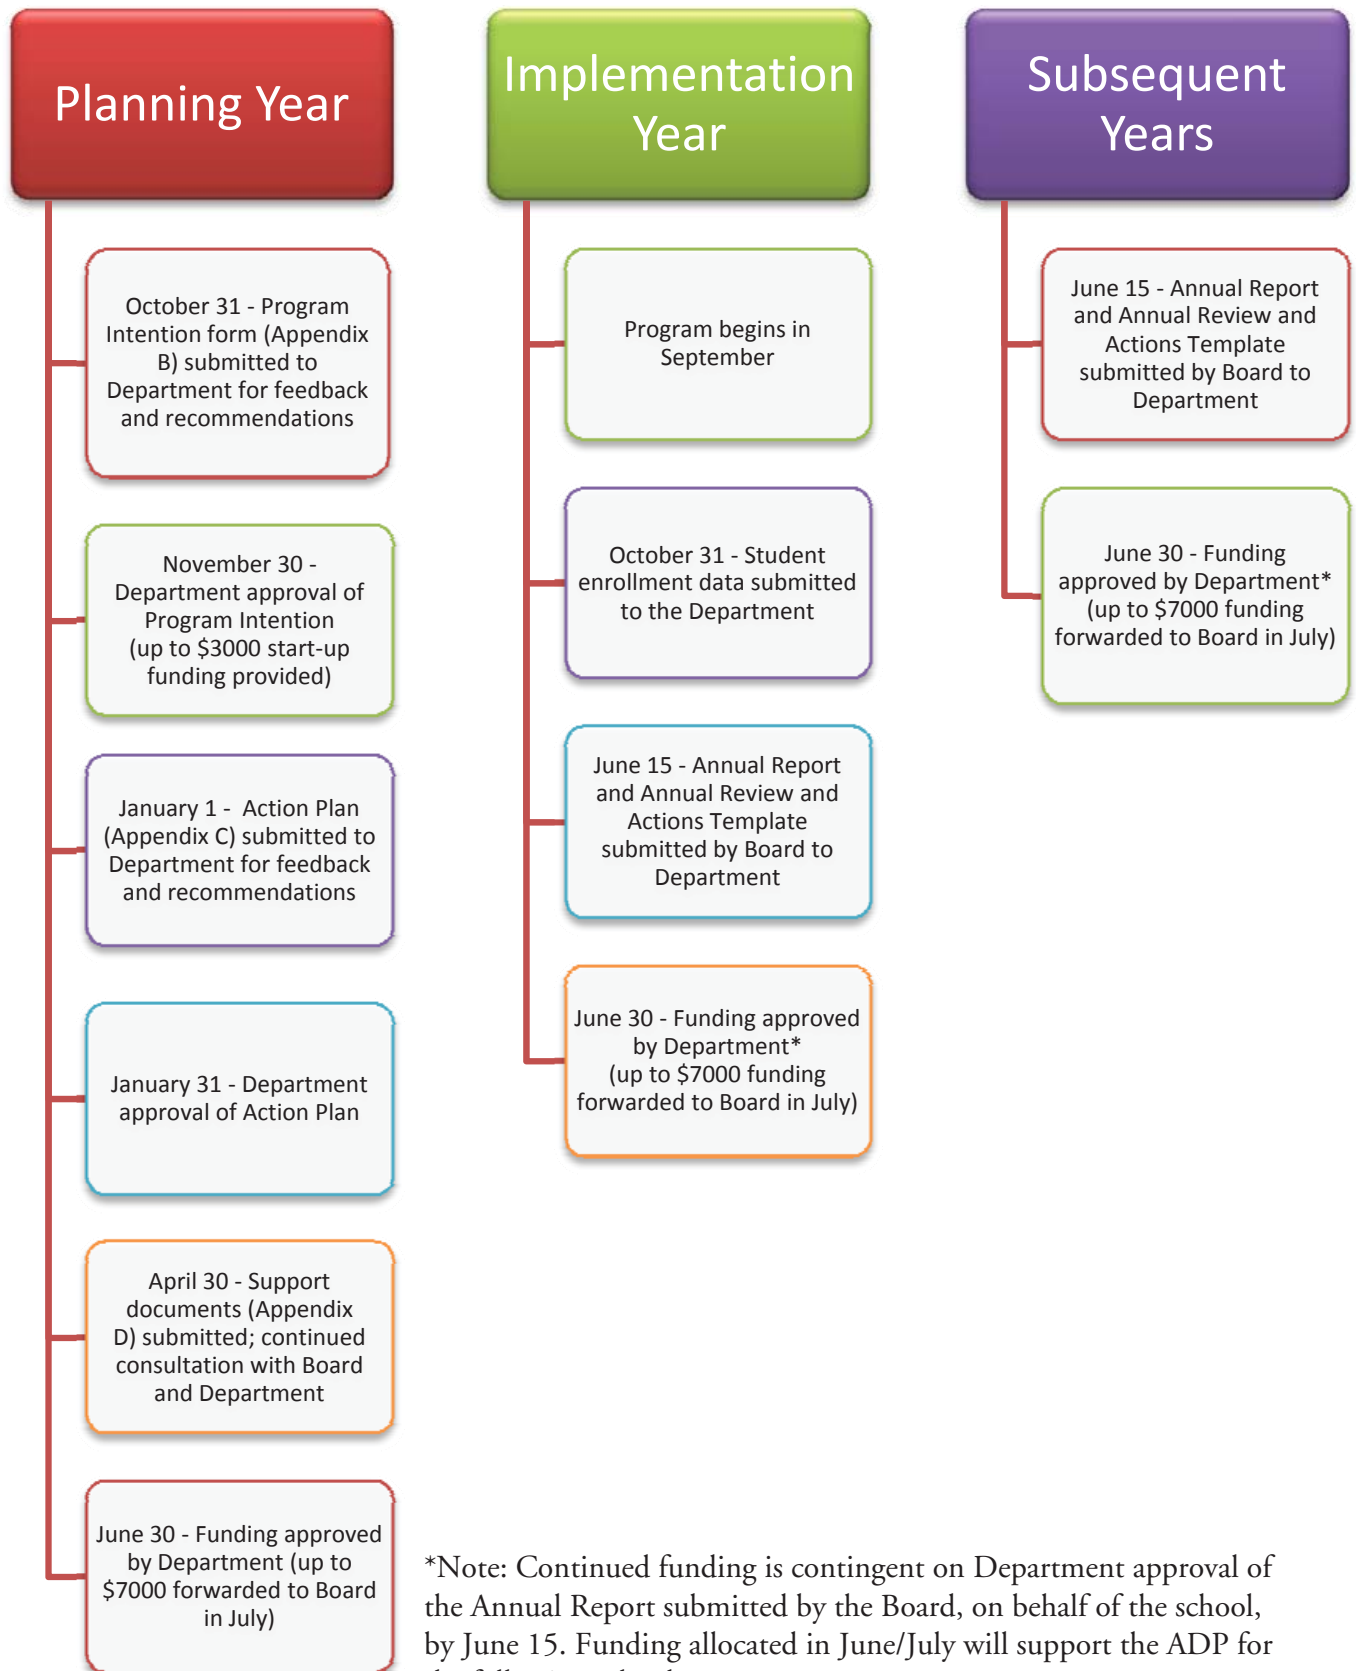 Planning Year
October 31 - Program
Intention form (Appendix
B) submitted to
Department for feedback
and recommendations
November 30 -
Department approval of
Program Intention
(up to $3000 start-up
funding provided)
January 1 - Action Plan
(Appendix C) submitted to
Department for feedback
and recommendations
January 31 - Department
approval of Action Plan
April 30 - Support
documents (Appendix
D) submitted; continued
consultation with Board
and Department
June 30 - Funding approved
by Department (up to
$7000 forwarded to Board
in July)
Implementation
Year
Program begins in
September
October 31 - Student
enrollment data submitted
to the Department
June 15 - Annual Report
and Annual Review and
Actions Template
submitted by Board to
Department
June 30 - Funding approved
by Department*
(up to $7000 funding
forwarded to Board in July)
Subsequent
Years
June 15 - Annual Report
and Annual Review and
Actions Template
submitted by Board to
Department
June 30 - Funding
approved by Department*
(up to $7000 funding
forwarded to Board in July)
*Note: Continued funding is contingent on Department approval of
the Annual Report submitted by the Board, on behalf of the school,
by June 15. Funding allocated in June/July will support the ADP for